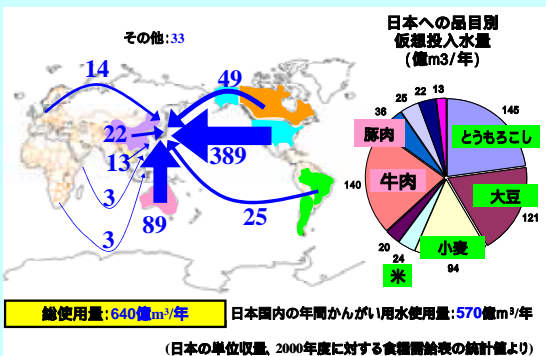 その他:33
日本への品目別
仮想投入水量
(億m3/年)
14
49
22
13
389
3
3
89
25
13
22
25
36
145
豚肉
とうもろこし
牛肉
140
大豆
121
20
24
小麦
94
米
総使用量:640億m³/年
日本国内の年間かんがい用水使用量:570億m³/年
(日本の単位収量、2000年度に対する食糧需給表の統計値より)